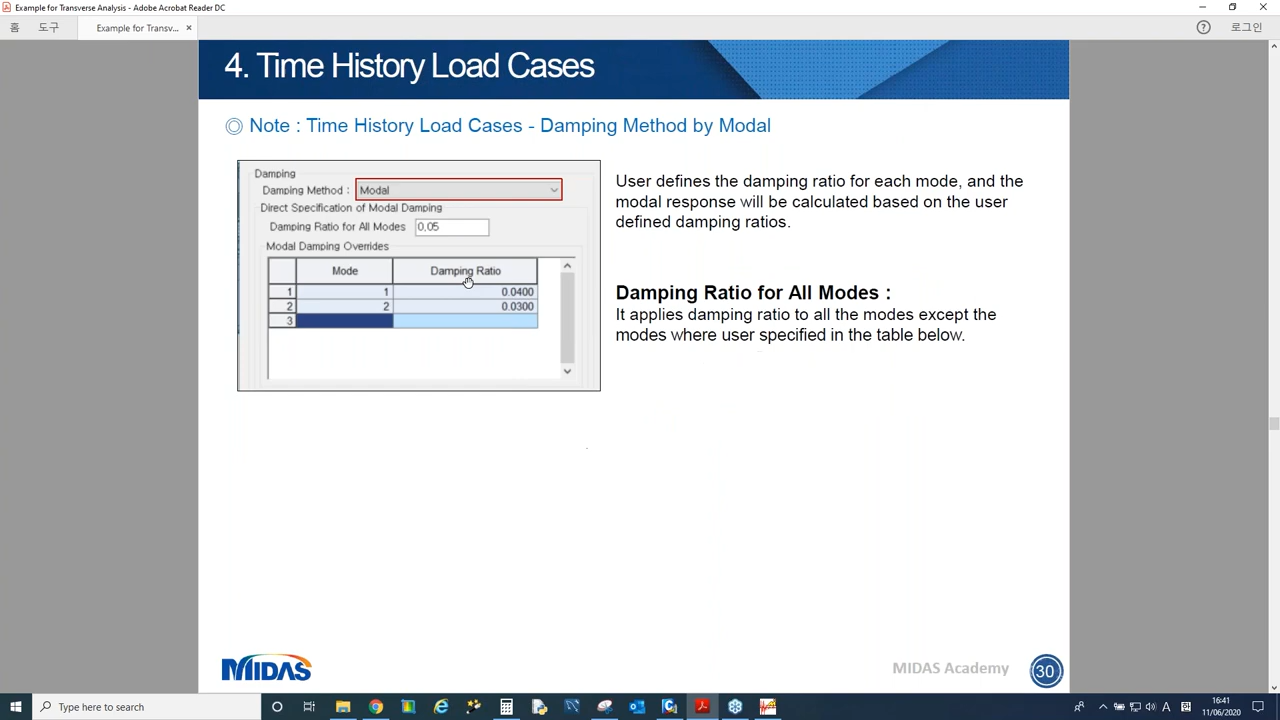 Example for Transverse Analysis - Adobe Acrobat Reader DC
홈 도구 Example for Transv... × 로그인
4. Time History Load Cases
Note : Time History Load Cases - Damping Method by Modal
Damping
Damping Method : Modal
Direct Specification of Modal Damping
Damping Ratio for All Modes 0,05
Modal Damping Overrides
Mode Damping Ratio
1 1 0.0400
2 2 0.0300
3
User defines the damping ratio for each mode, and the
modal response will be calculated based on the user
defined damping ratios.
Damping Ratio for All Modes :
It applies damping ratio to all the modes except the
modes where user specified in the table below.
MIDAS
MIDAS Academy 30
Type here to search
A 한 16:41
11/06/2020